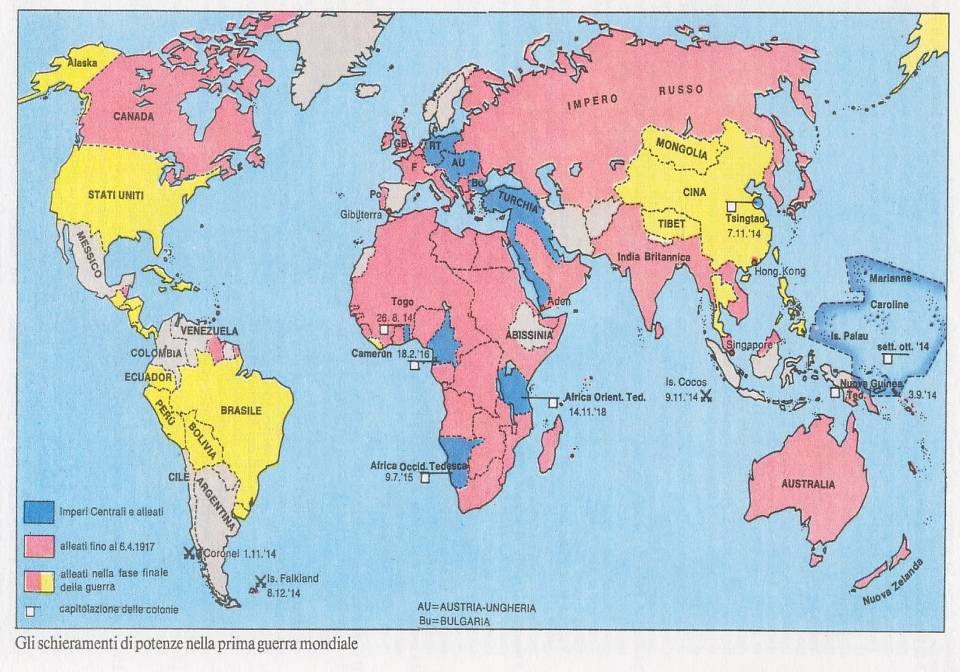 Alaska
CANADA
STATI UNITI
MESSICO
VENEZUELA
COLOMBIA
ECUADOR
PERÙ
BRASILE
BOLIVIA
CILE
ARGENTINA
Coronel 1.11.'14
Is. Falkland
8.12.'14
IMPERO RUSSO
GB
RT
AU
F
Bu
Po
Gibilterra
TURCHIA
MONGOLIA
CINA
TIBET
Tsingtao
7.11.'14
India Britannica
Hong Kong
Aden
Togo
26. 8. 14
ABISSINIA
Camerun 18.2.'16
Singapore
Marianne
Caroline
Is. Palau
sett. ott. '14
Is. Cocos
9.11.'14
Nuova Guinea
Ted.
3.9.'14
Africa Orient. Ted.
14.11.'18
Africa Occid. Tedesca
9.7.'15
AUSTRALIA
Nuova Zelanda
Imperi Centrali e alleati
alleati fino al 6.4.1917
alleati nella fase finale
della guerra
capitolazione delle colonie
AU=AUSTRIA-UNGHERIA
Bu=BULGARIA
Gli schieramenti di potenze nella prima guerra mondiale